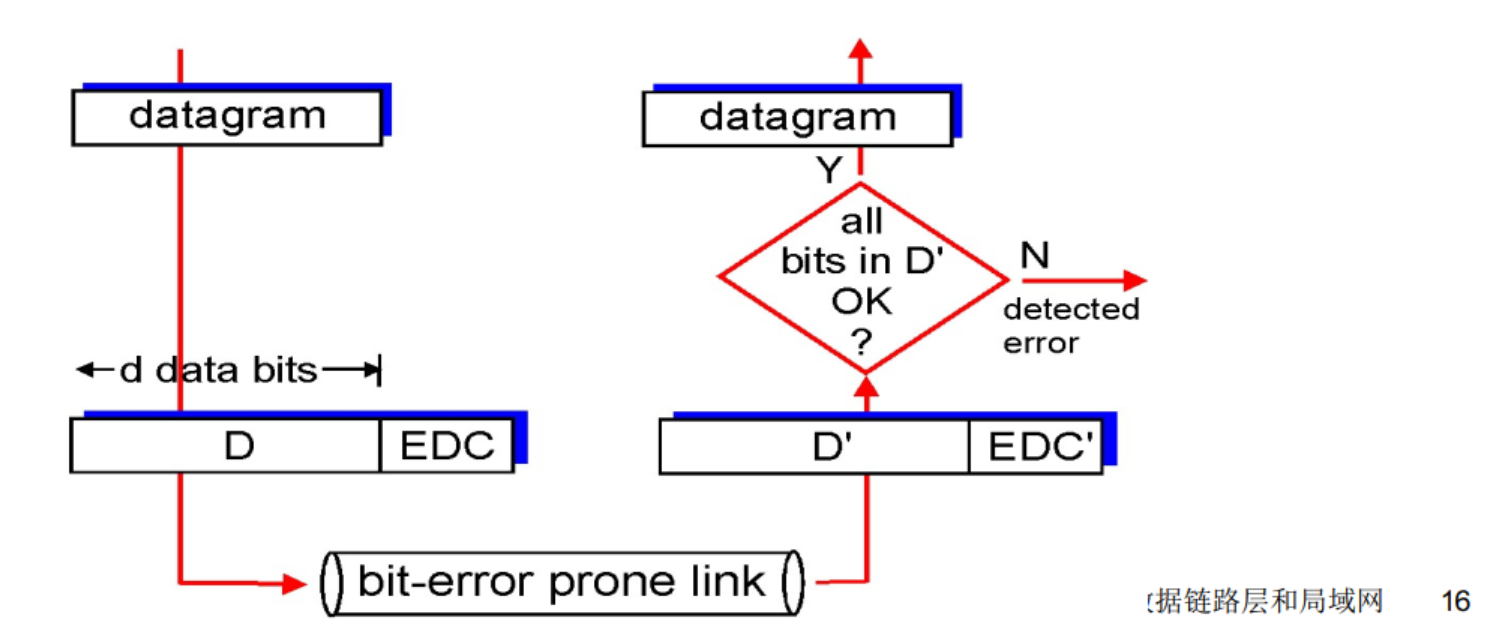 datagram
d data bits
D EDC
bit-error prone link
datagram
Y
all
bits in D'
OK
?
N
detected
error
D' EDC'
据链路层和局域网 16